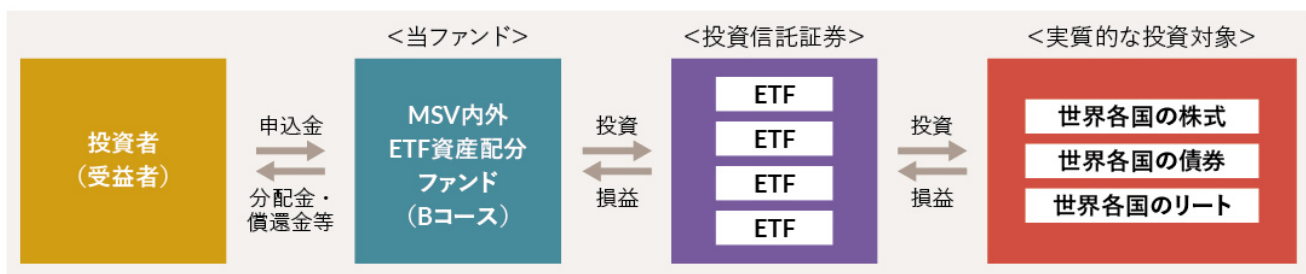 <当ファンド>
<投資信託証券>
<実質的な投資対象>
投資者
（受益者）
申込金
分配金・
償還金等
MSV内外
ETF資産配分
ファンド
（Bコース）
投資
損益
ETF
ETF
ETF
ETF
投資
損益
世界各国の株式
世界各国の債券
世界各国のリート